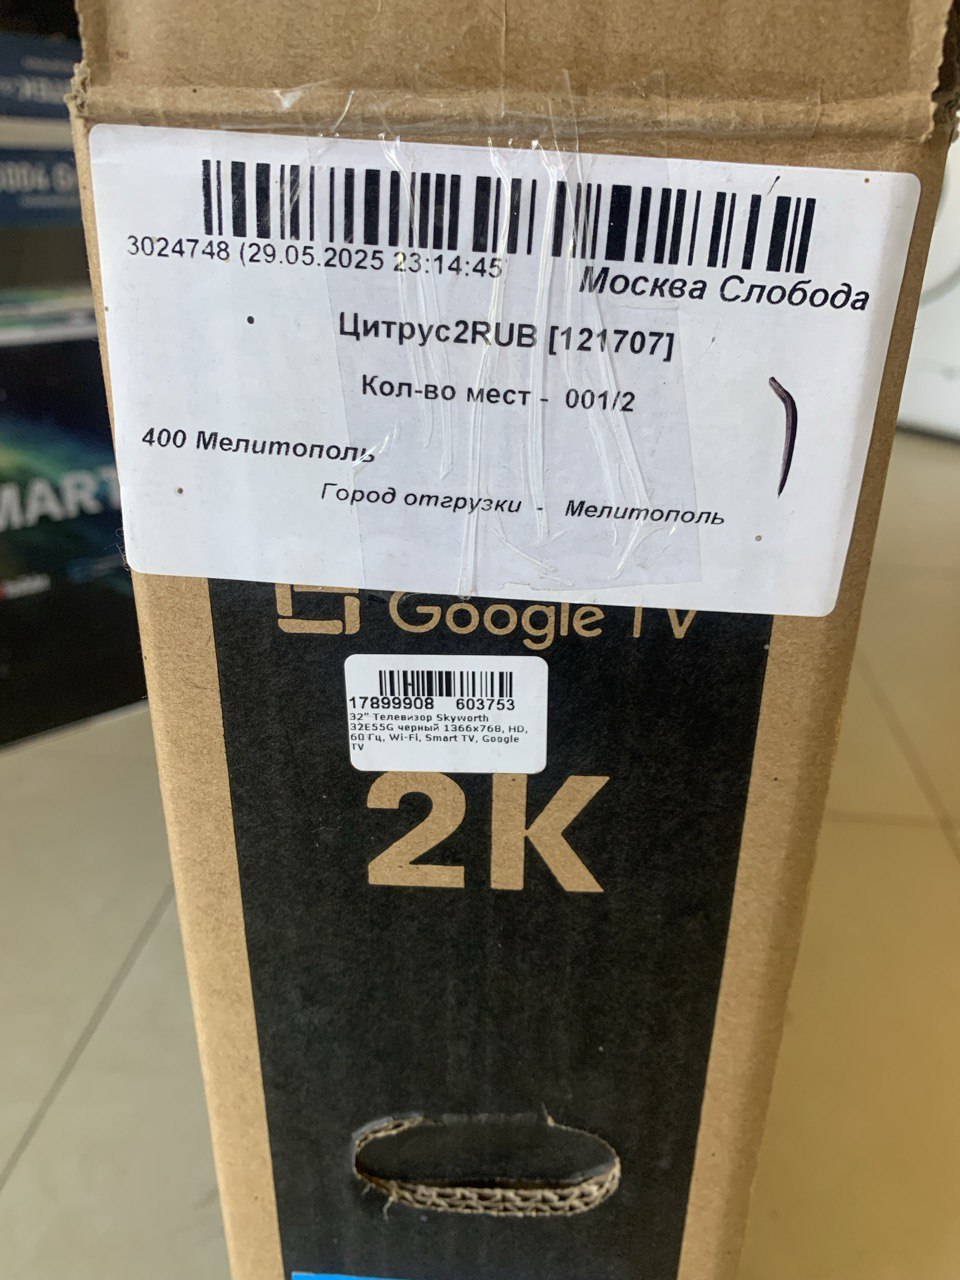 3024748 (29.05.2025 23:14:45)
Москва Слобода
Цитрус2RUB [121707]
Кол-во мест - 001/2
400 Мелитополь
Город отгрузки - Мелитополь
Google TV
17899908 603753
32" Телевизор Skyworth
32E55G черный 1366x768, HD,
60 Гц, Wi-Fi, Smart TV, Google
TV
2K
MART